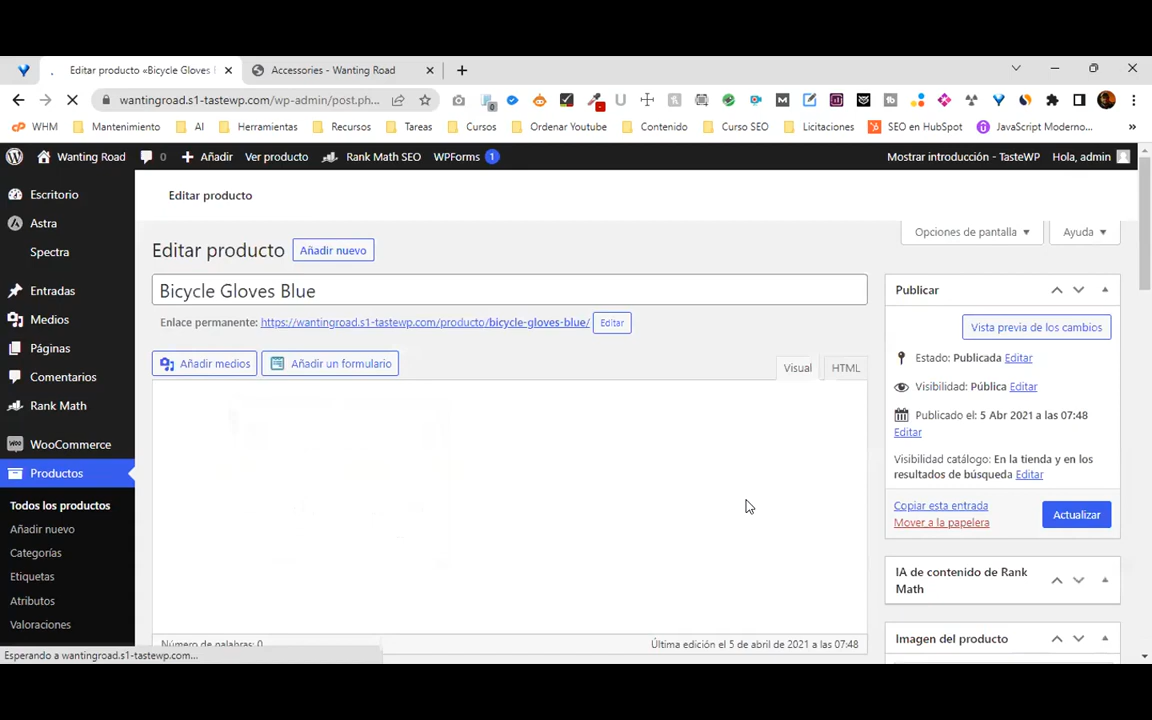 Editar producto «Bicycle Gloves B
Accessories - Wanting Road
wantingroad.s1-tastewp.com/wp-admin/post.ph...
WHM
Mantenimiento
AI
Herramientas
Recursos
Tareas
Cursos
Ordenar Youtube
Contenido
Curso SEO
Licitaciones
SEO en HubSpot
JavaScript Moderno...
Wanting Road
0
Añadir
Ver producto
Rank Math SEO
WPForms 1
Mostrar introducción - TasteWP
Hola, admin
Escritorio
Astra
Spectra
Entradas
Medios
Páginas
Comentarios
Rank Math
WooCommerce
Productos
Todos los productos
Añadir nuevo
Categorías
Etiquetas
Atributos
Valoraciones
Esperando a wantingroad.s1-tastewp.com...
Editar producto
Opciones de pantalla
Ayuda
Editar producto
Añadir nuevo
Bicycle Gloves Blue
Enlace permanente: https://wantingroad.s1-tastewp.com/producto/bicycle-gloves-blue/ Editar
Añadir medios
Añadir un formulario
Visual
HTML
Número de palabras: 0
Última edición el 5 de abril de 2021 a las 07:48
Publicar
Vista previa de los cambios
Estado: Publicada Editar
Visibilidad: Pública Editar
Publicado el: 5 Abr 2021 a las 07:48
Editar
Visibilidad catálogo: En la tienda y en los
resultados de búsqueda Editar
Copiar esta entrada
Mover a la papelera
Actualizar
IA de contenido de Rank
Math
Imagen del producto